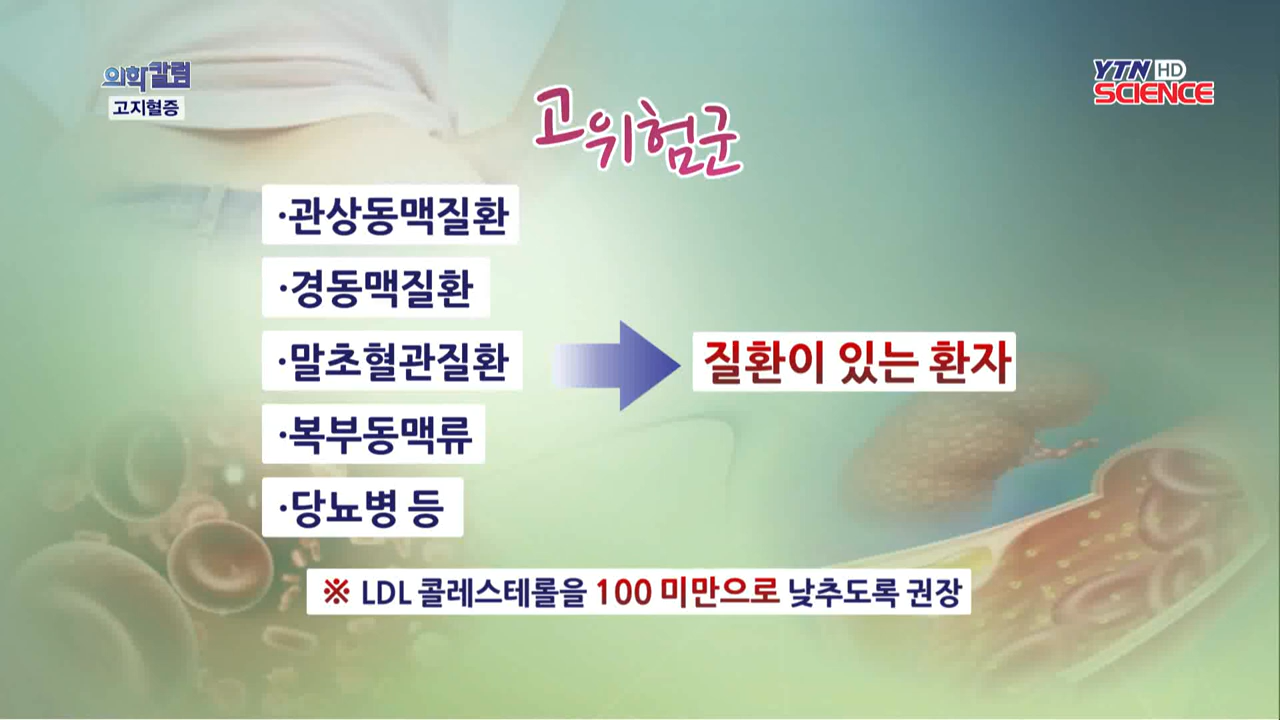 의학칼럼
고지혈증
YTN HD
SCIENCE
고위험군
·관상동맥질환
·경동맥질환
·말초혈관질환
·복부동맥류
·당뇨병 등
질환이 있는 환자
※ LDL 콜레스테롤을 100 미만으로 낮추도록 권장